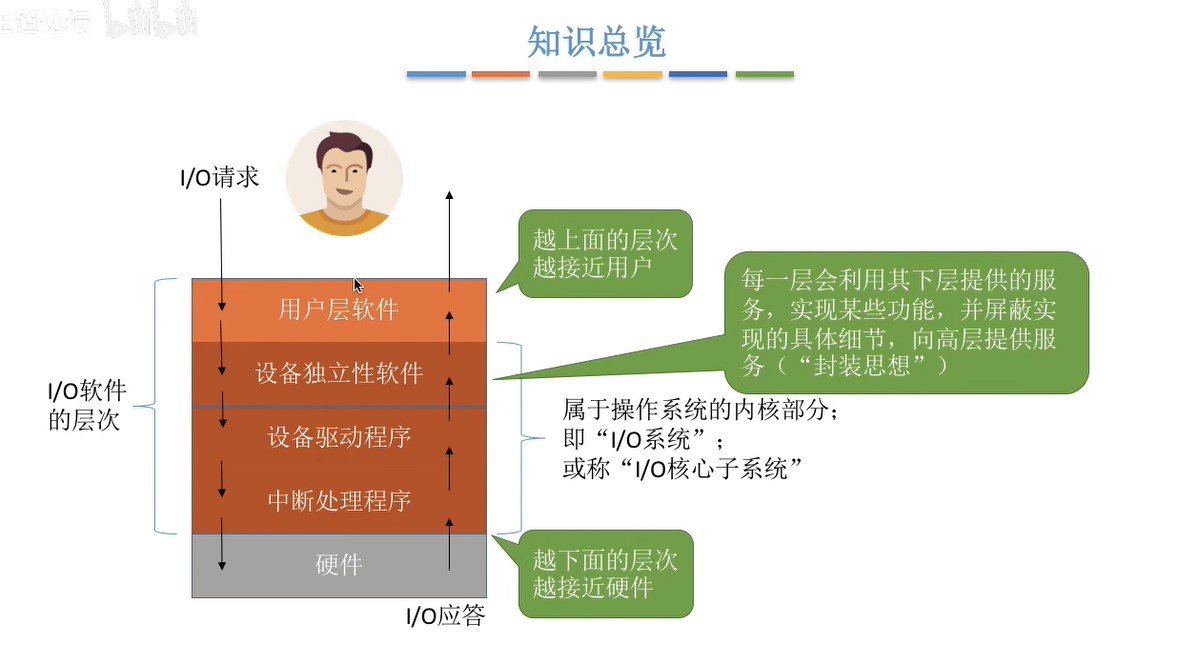 bilibili
知识总览
I/O请求
越上面的层次
越接近用户
每一层会利用其下层提供的服
务，实现某些功能，并屏蔽实
现的具体细节，向高层提供服
务（“封装思想”）
用户层软件
设备独立性软件
I/O软件
的层次
属于操作系统的内核部分；
即“I/O系统”；
或称“I/O核心子系统”
设备驱动程序
中断处理程序
越下面的层次
越接近硬件
硬件
I/O应答